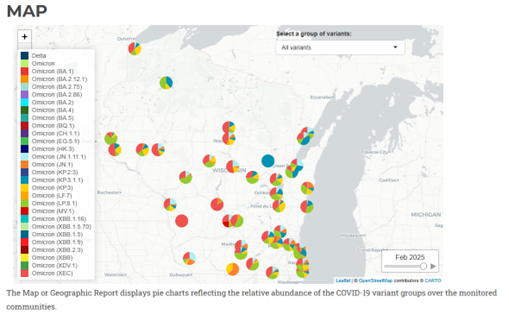 MAP
+
Select a group of variants:
All variants
Delta
Omicron
Omicron (BA.1)
Omicron (BA.2.12.1)
Omicron (BA.2.75)
Omicron (BA.2.86)
Omicron (BA.2)
Omicron (BA.4)
Omicron (BA.5)
Omicron (BQ.1)
Omicron (CH.1.1)
Omicron (EG.5.1)
Omicron (HK.3)
Omicron (JN.1.11.1)
Omicron (JN.1)
Omicron (KP.2.3)
Omicron (KP.3.1.1)
Omicron (KP.3)
Omicron (LF.7)
Omicron (LP.8.1)
Omicron (MV.1)
Omicron (XBB.1.16)
Omicron (XBB.1.5.70)
Omicron (XBB.1.5)
Omicron (XBB.1.9)
Omicron (XBB.2.3)
Omicron (XBB)
Omicron (XDV.1)
Omicron (XEC)
Escanaba
Traverse City
Cadillac
WISCONSIN
Rochester
MICHIGAN
Dubuque
Waterloo
Feb 2025
Leaflet | © OpenStreetMap contributors © CARTO
The Map or Geographic Report displays pie charts reflecting the relative abundance of the COVID-19 variant groups over the monitored
communities.